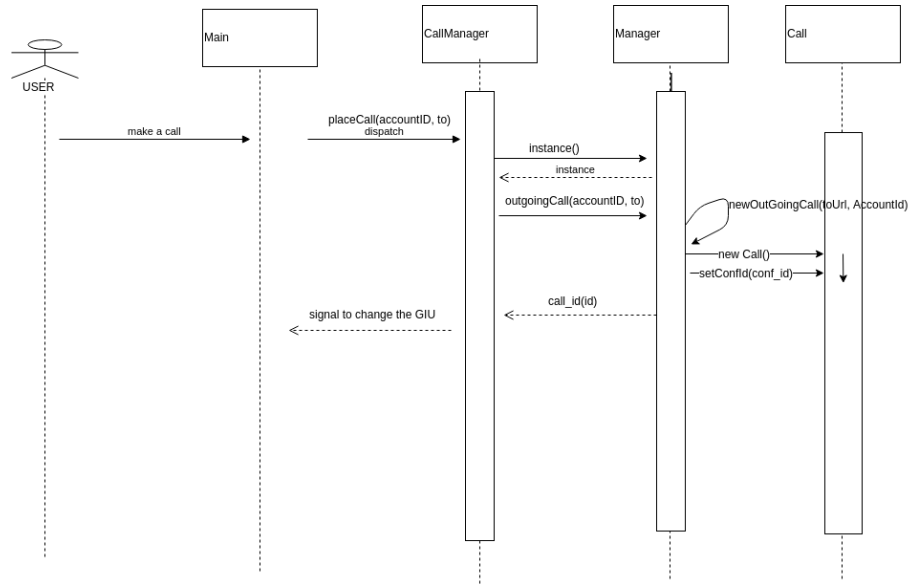 Main
CallManager
Manager
Call
USER
make a call
placeCall(accountID, to)
dispatch
instance()
instance
outgoingCall(accountID, to)
newOutGoingCall(toUrl, AccountId)
new Call()
setConfId(conf_id)
call_id(id)
signal to change the GIU